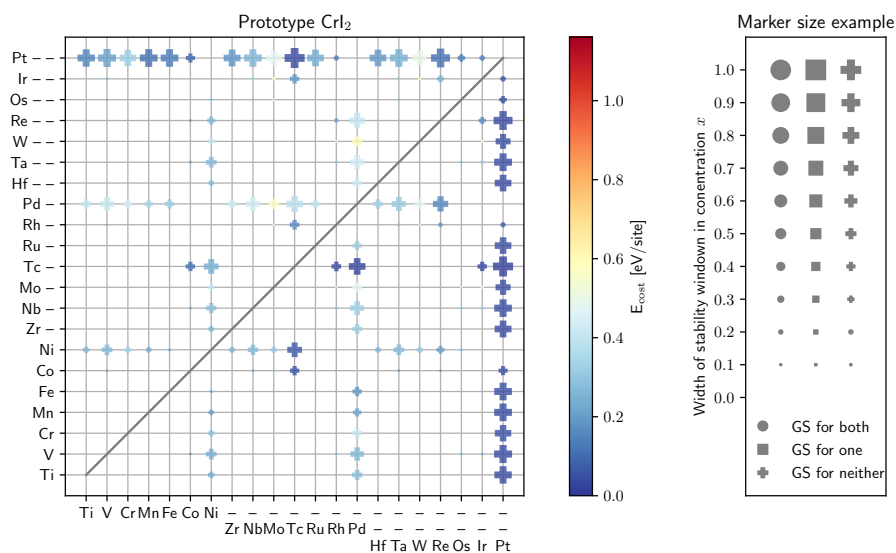 Prototype CrI₂
Marker size example
Pt – –
Ir – –
Os – –
Re – –
W – –
Ta – –
Hf – –
Pd –
Rh –
Ru –
Tc –
Mo –
Nb –
Zr –
Ni
Co
Fe
Mn
Cr
V
Ti
Ti V Cr Mn Fe Co Ni – – – – – – – – – – – – – –
Zr Nb Mo Tc Ru Rh Pd – – – – – – –
Hf Ta W Re Os Ir Pt
1.0
0.8
0.6
0.4
0.2
0.0
E_cost [eV/site]
Width of stability windown in conentration x
1.0
0.9
0.8
0.7
0.6
0.5
0.4
0.3
0.2
0.1
0.0
GS for both
GS for one
GS for neither